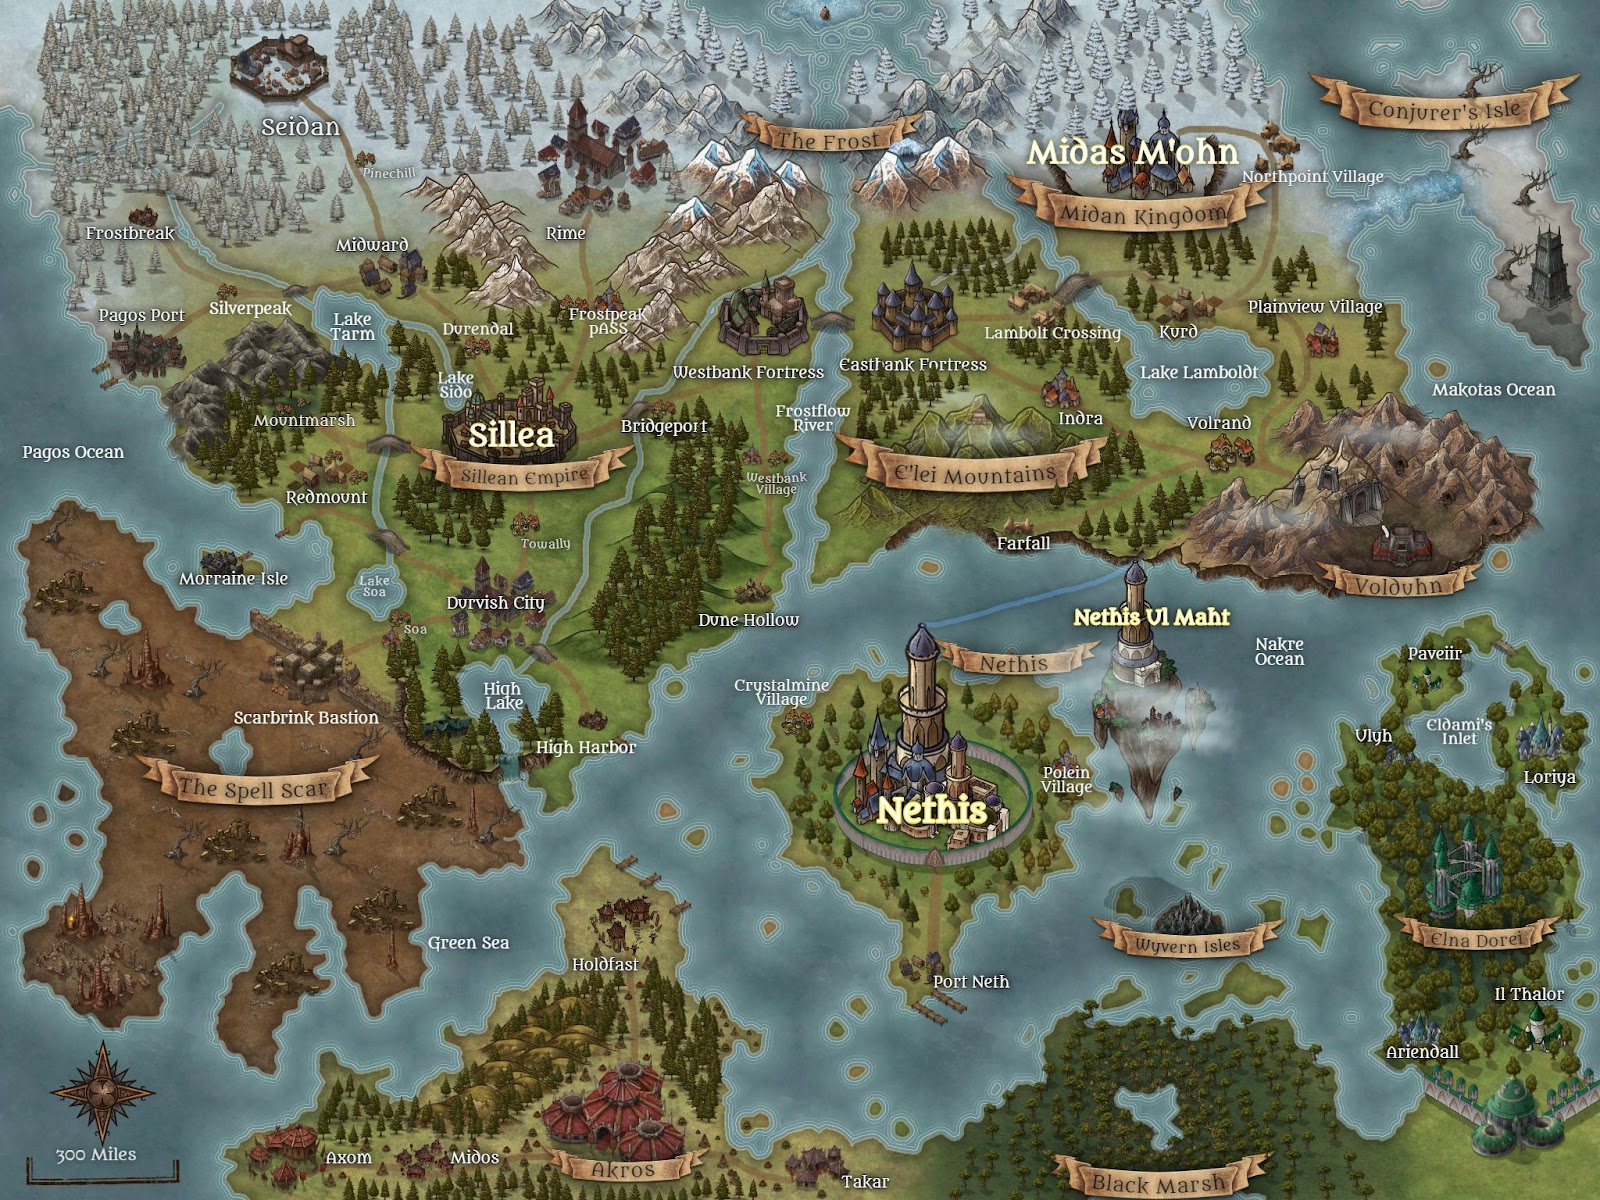 Conjurer's Isle
Seidan
The Frost
Midas M'ohn
Pinechill
Northpoint Village
Midan Kingdom
Frostbreak
Rime
Midward
Silverpeak
Pagos Port
Plainview Village
Lake
Tarm
Durendal
Frostpeak
pASS
Lambolt Crossing
Kurd
Eastbank Fortress
Westbank Fortress
Lake Lamboldt
Lake
Sido
Makotas Ocean
Mountmarsh
Frostflow
River
Indra
Volrand
Bridgeport
Sillea
Pagos Ocean
Sillean Empire
E'lei Mountains
Westbank
Village
Redmount
Towally
Farfall
Morraine Isle
Lake
Soa
Volduhn
Durvish City
Dune Hollow
Nethis Ul Maht
Soa
Nakre
Ocean
Nethis
Paveiir
Crystalmine
Village
High
Lake
Scarbrink Bastion
Eldami's
Inlet
Ulyh
High Harbor
Loriya
Polein
Village
The Spell Scar
Nethis
Green Sea
Wyvern Isles
Elna Dorei
Holdfast
Port Neth
Il Thalor
Ariendall
300 Miles
Axom
Midos
Akros
Takar
Black Marsh